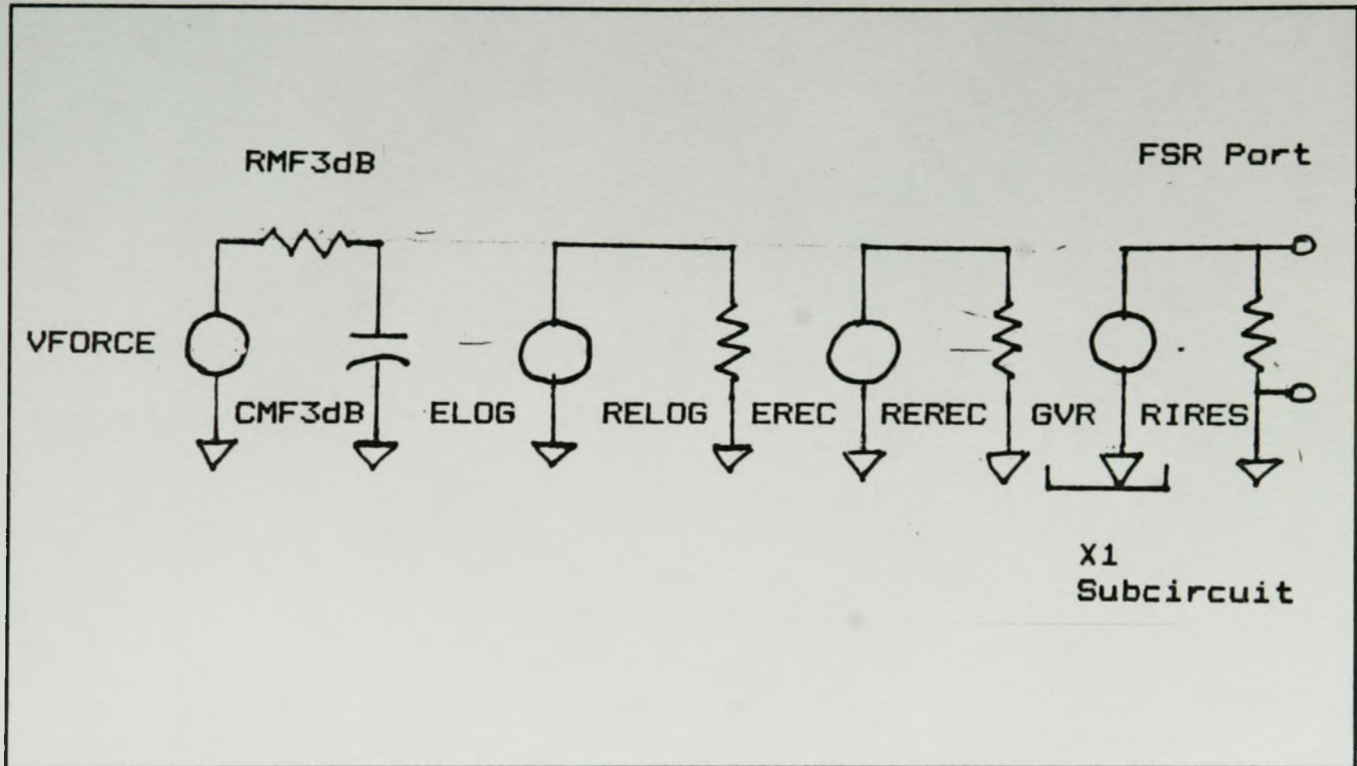 RMF3dB
FSR Port
VFORCE
CMF3dB ELOG RELOG EREC REREC GVR RIRES
X1
Subcircuit